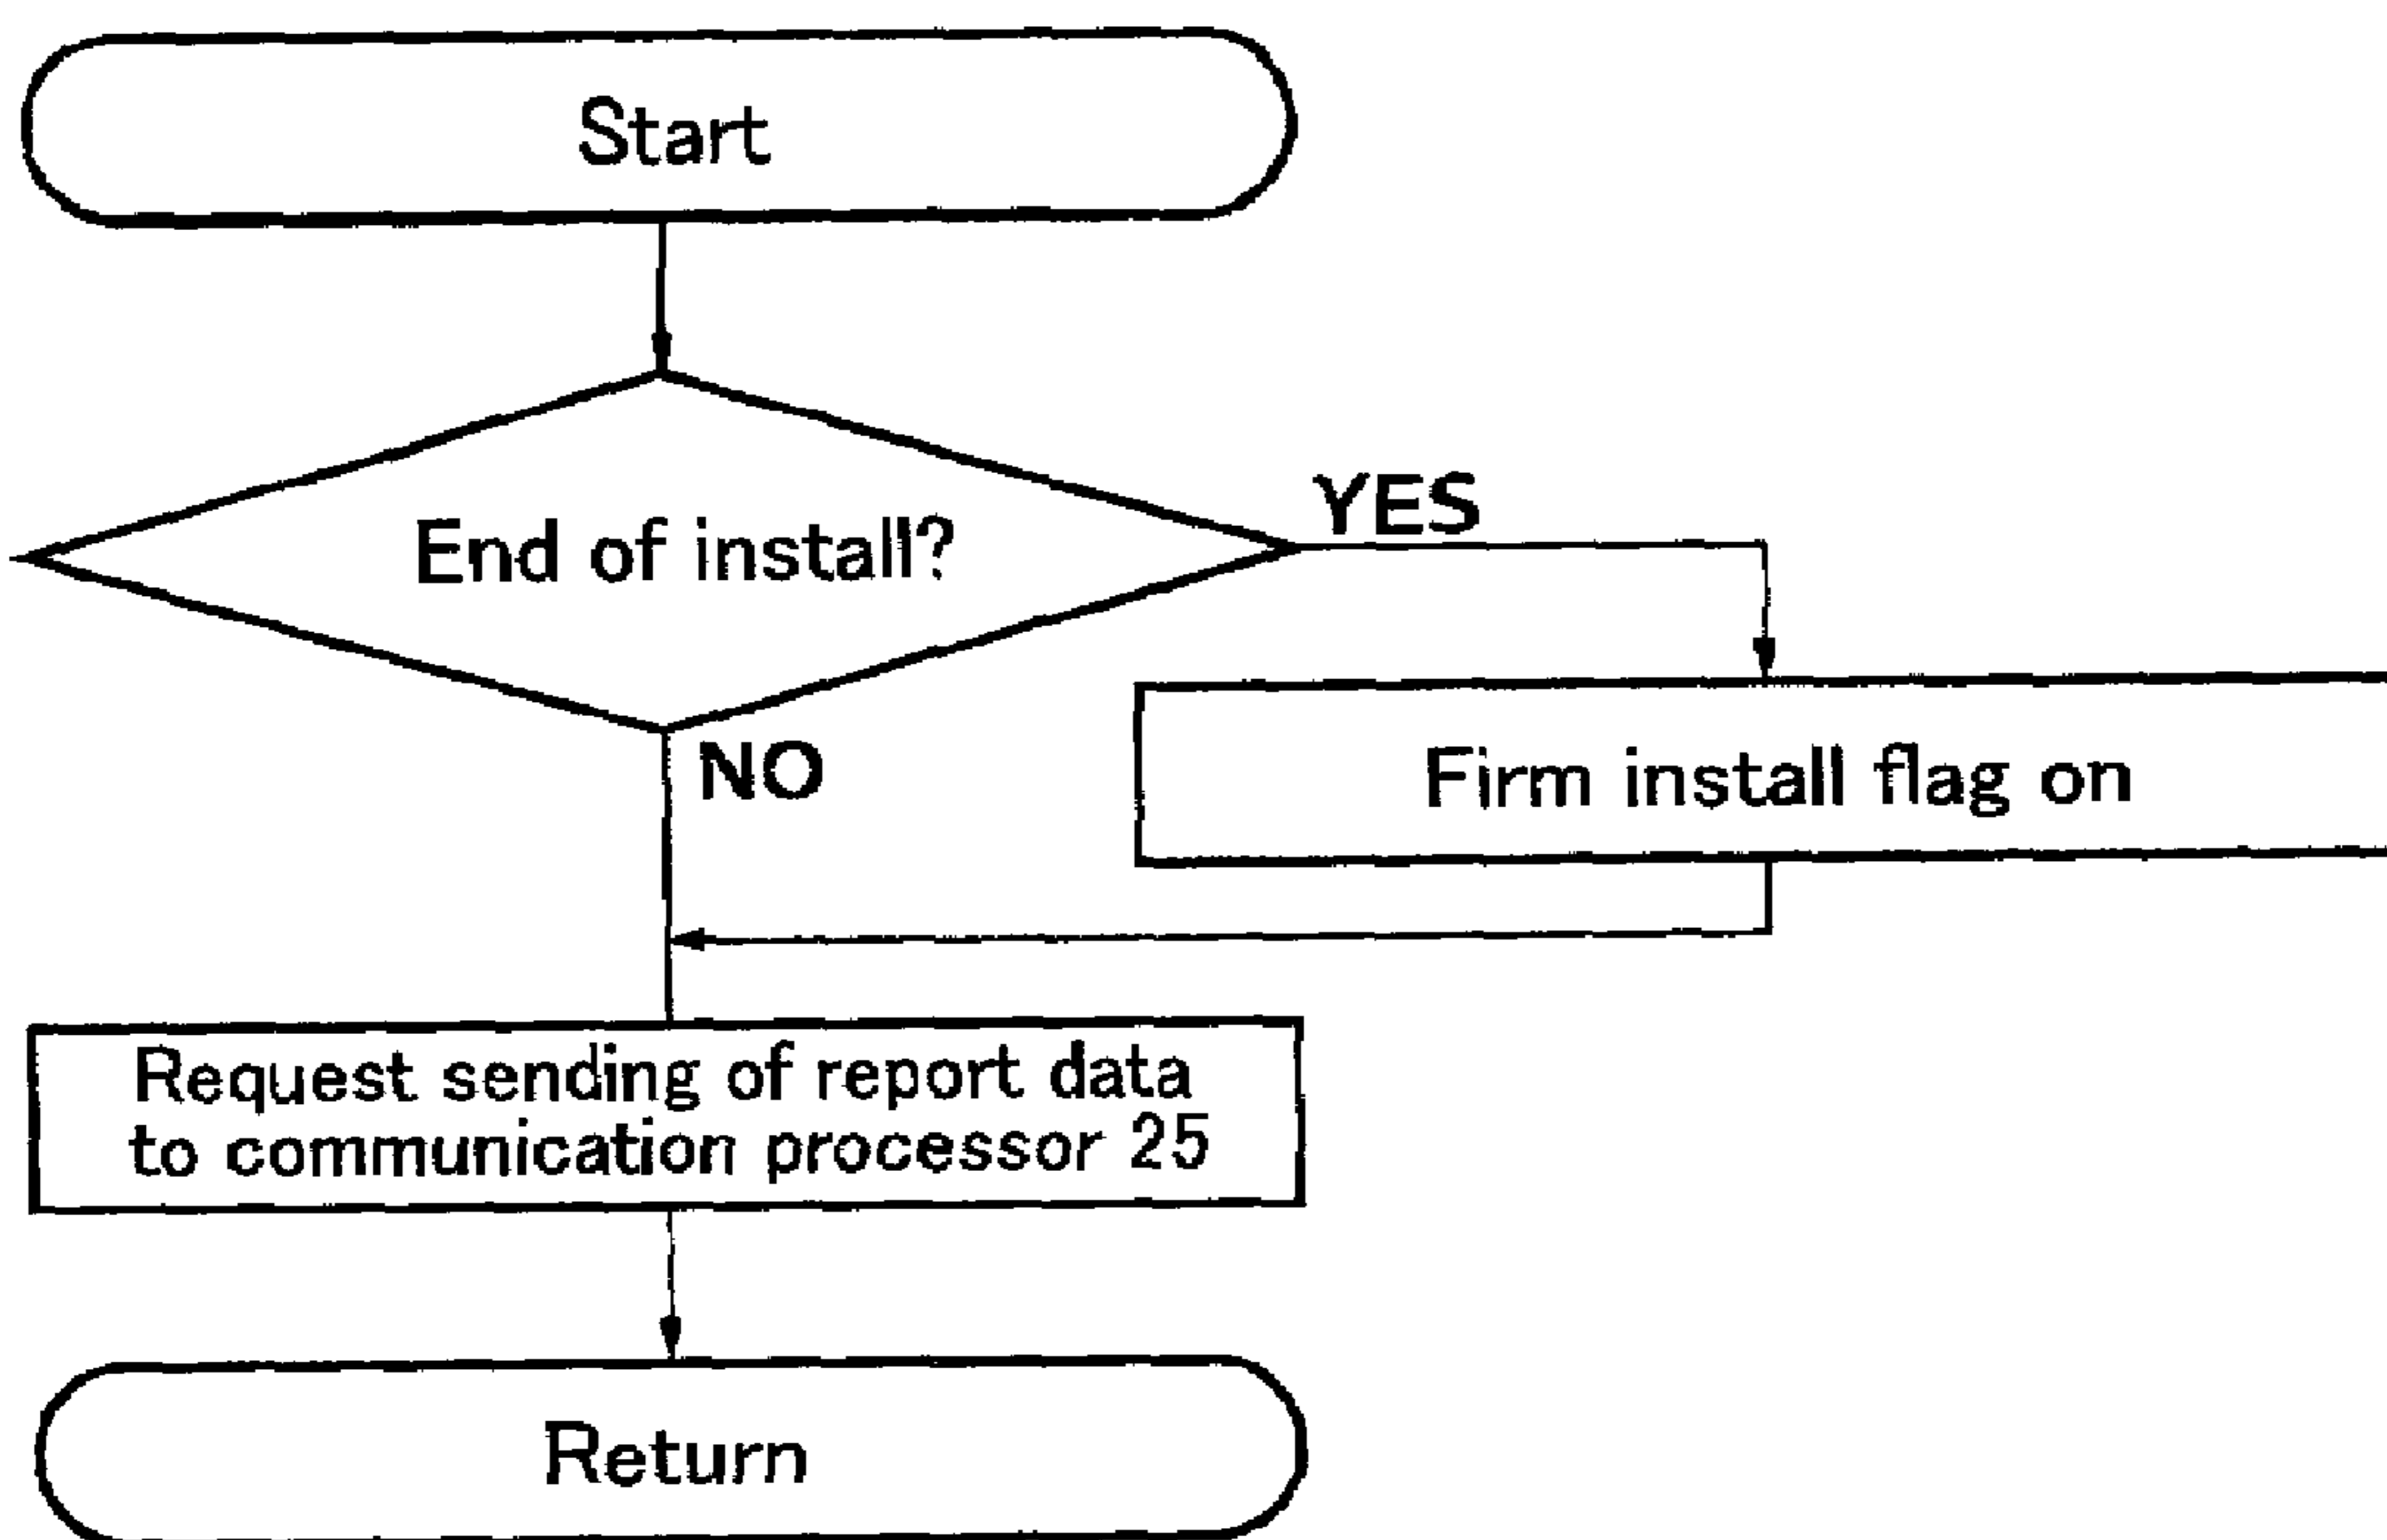 Start
End of install?
YES
NO
Firm install flag on
Request sending of report data
to communication processor 25
Return